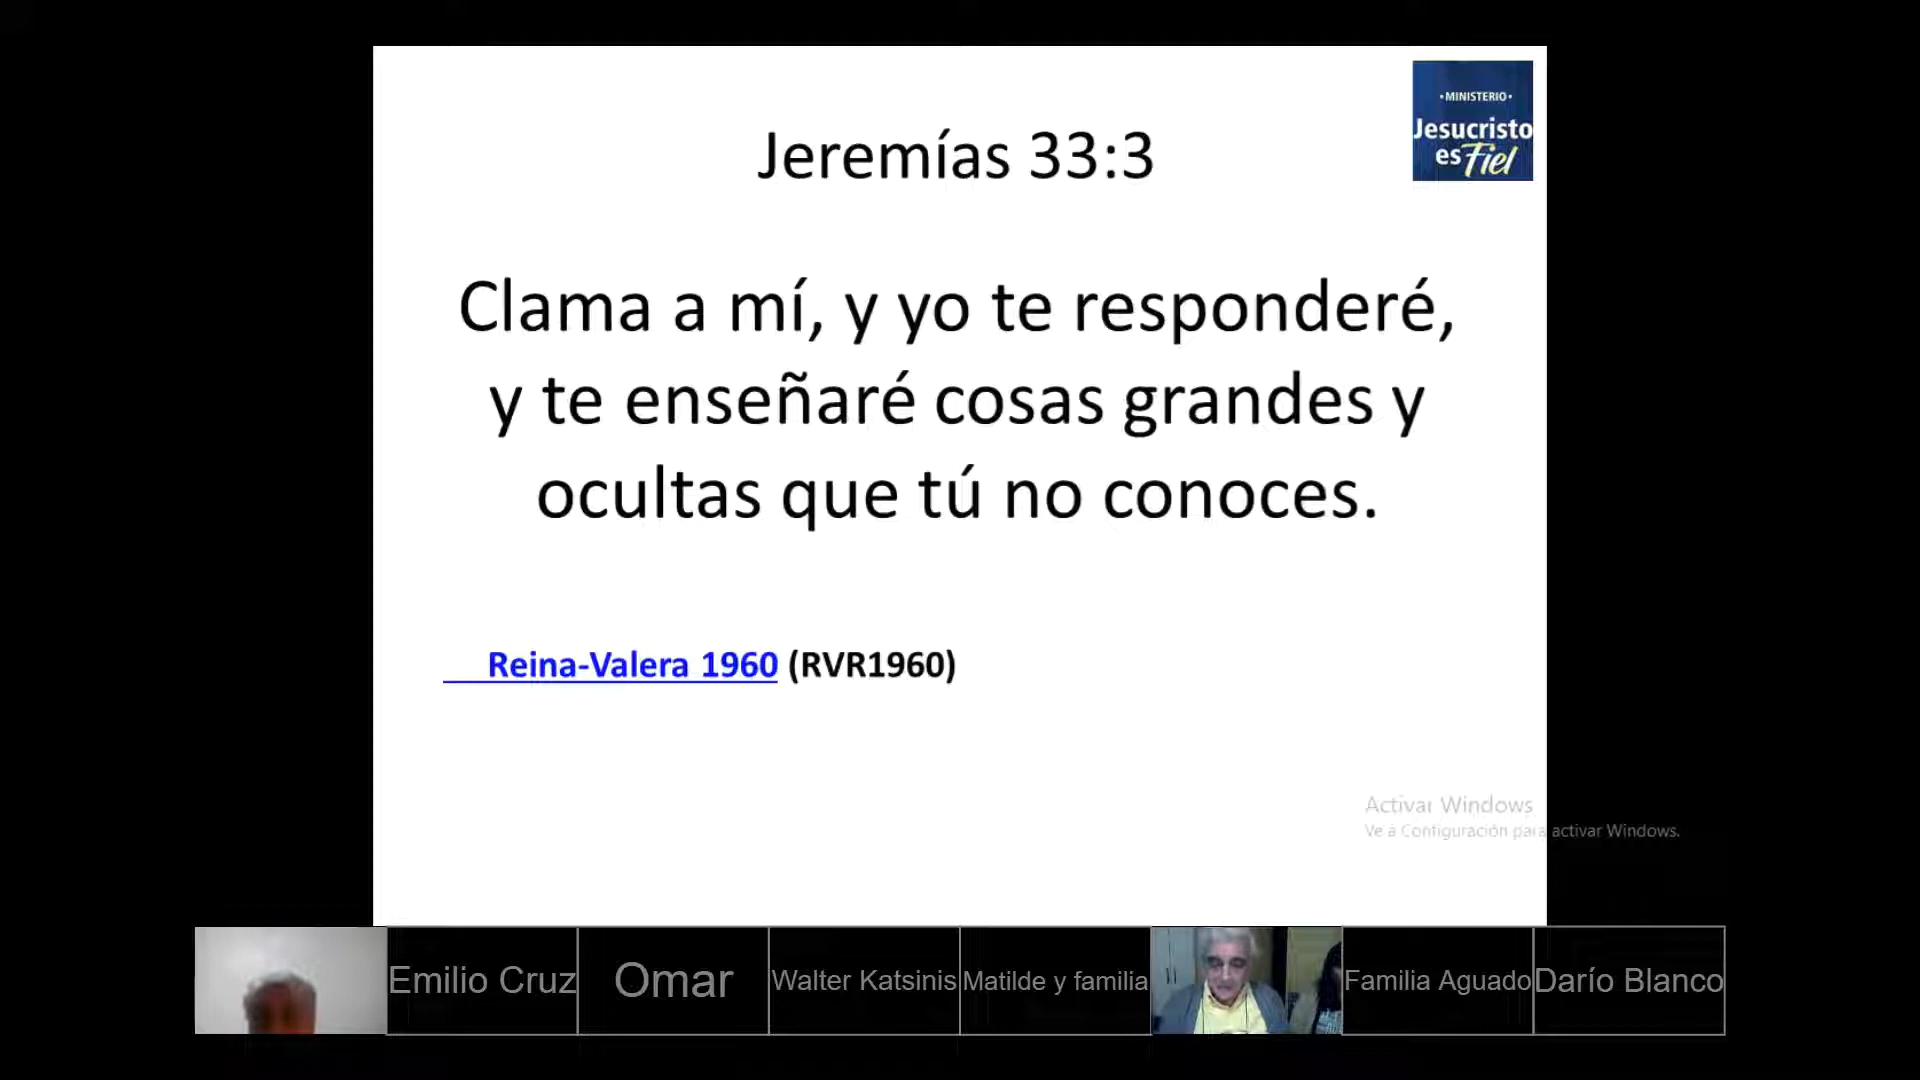 •MINISTERIO•
Jesucristo
es Fiel
Jeremías 33:3
Clama a mí, y yo te responderé,
y te enseñaré cosas grandes y
ocultas que tú no conoces.
Reina-Valera 1960 (RVR1960)
Activar Windows
Ve a Configuración para activar Windows.
Emilio Cruz
Omar
Walter Katsinis
Matilde y familia
Familia Aguado
Darío Blanco